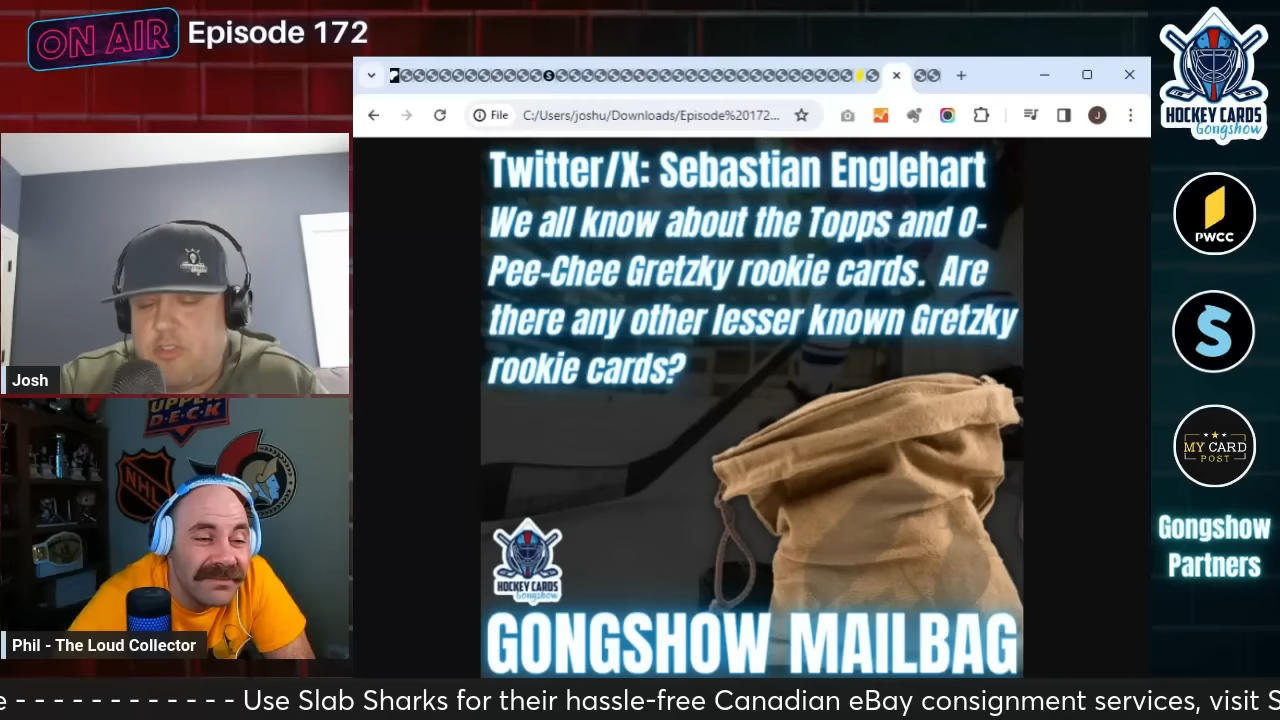 ON AIR
Episode 172
HOCKEY CARDS
Gongshow
File
C:/Users/joshu/Downloads/Episode%20172...
J
Twitter/X: Sebastian Englehart
We all know about the Topps and O-
Pee-Chee Gretzky rookie cards. Are
there any other lesser known Gretzky
rookie cards?
HOCKEY CARDS
Gongshow
GONGSHOW MAILBAG
Josh
UPPER
DECK
NHL
Phil - The Loud Collector
PWCC
S
MY CARD
POST
Gongshow
Partners
e - - - - - - - - - - - - Use Slab Sharks for their hassle-free Canadian eBay consignment services, visit S